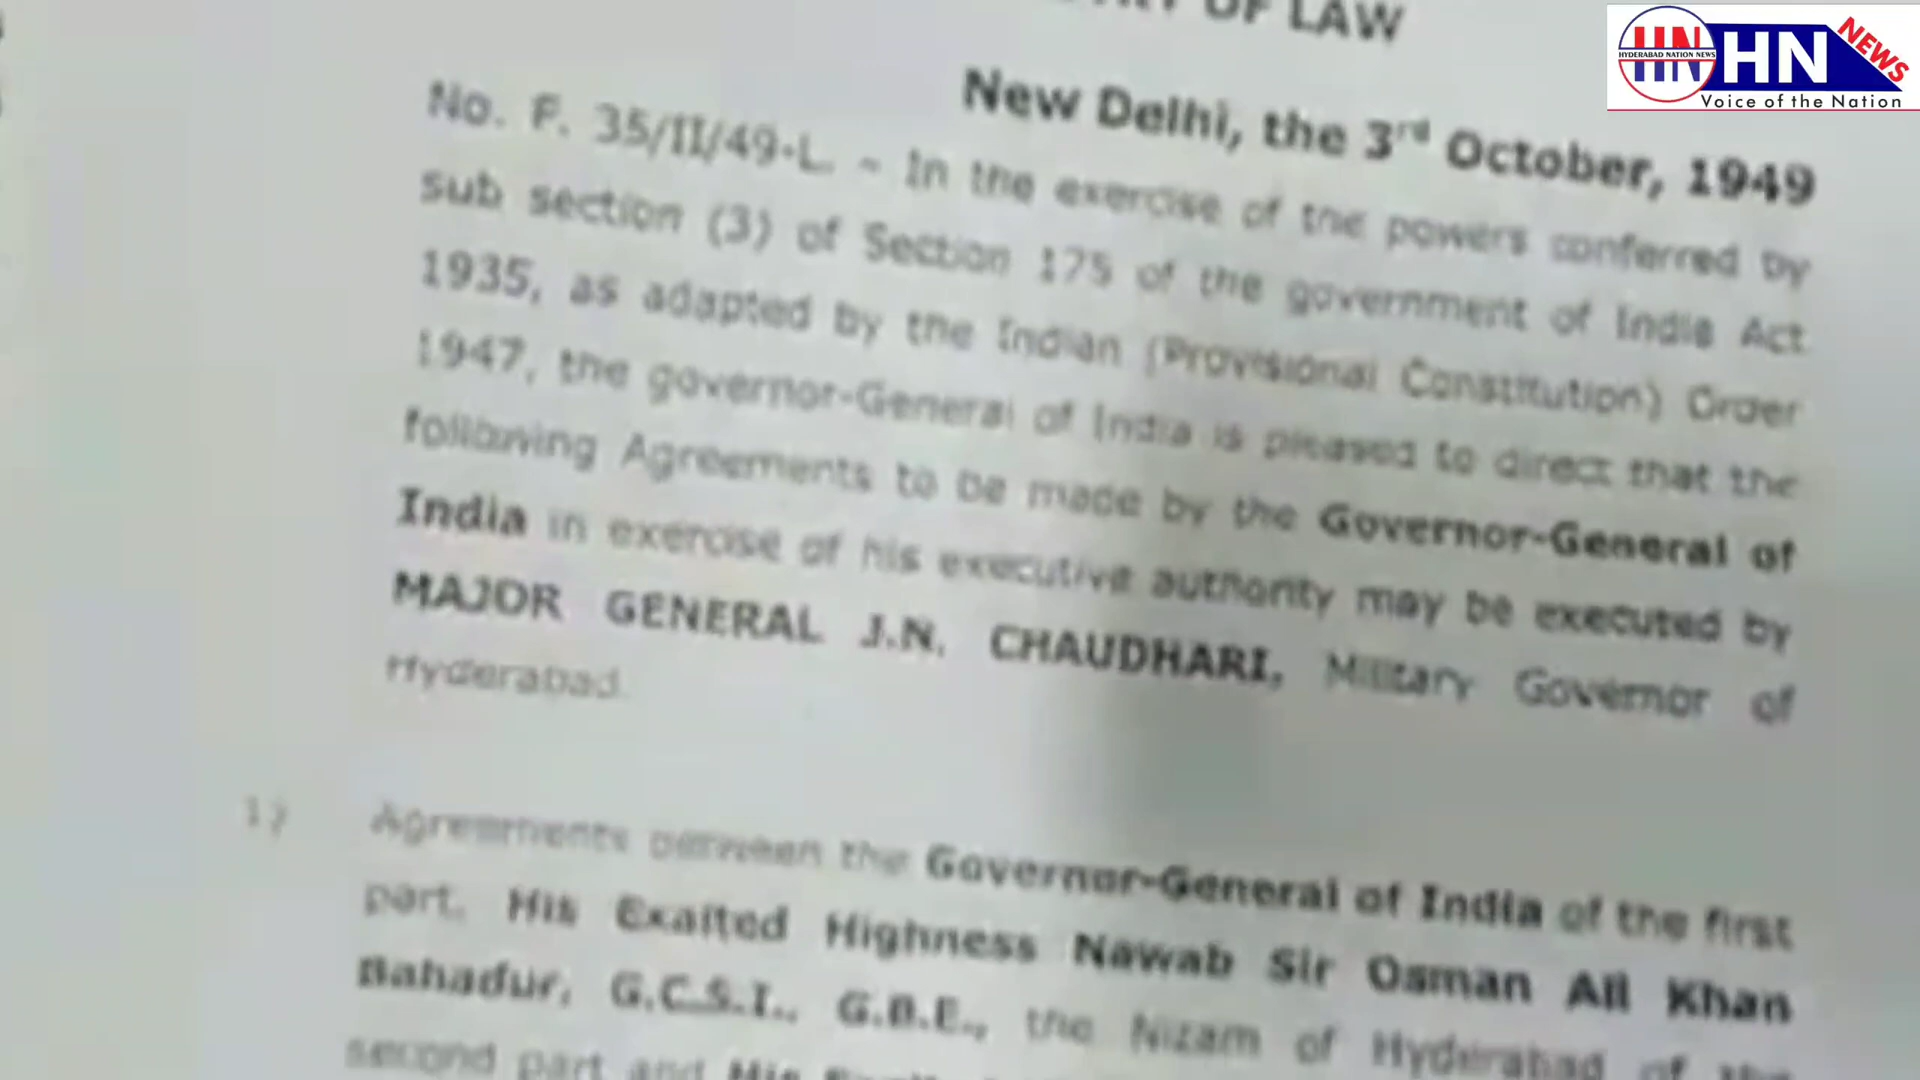 OF LAW
New Delhi, the 3rd October, 1949
No. F. 35/II/49-L. - In the exercise of the powers conferred by
sub section (3) of Section 175 of the government of India Act
1935, as adapted by the Indian (Provisional Constitution) Order
1947, the governor-General of India is pleased to direct that the
following Agreements to be made by the Governor-General of
India in exercise of his executive authority may be executed by
MAJOR GENERAL J.N. CHAUDHARI, Military Governor of
Hyderabad.
1) Agreements between the Governor-General of India of the first
part, His Exalted Highness Nawab Sir Osman Ali Khan
Bahadur, G.C.S.I., G.B.E., the Nizam of Hyderabad of the
second part and His
HN
HYDERABAD NATION NEWS
HN NEWS
Voice of the Nation